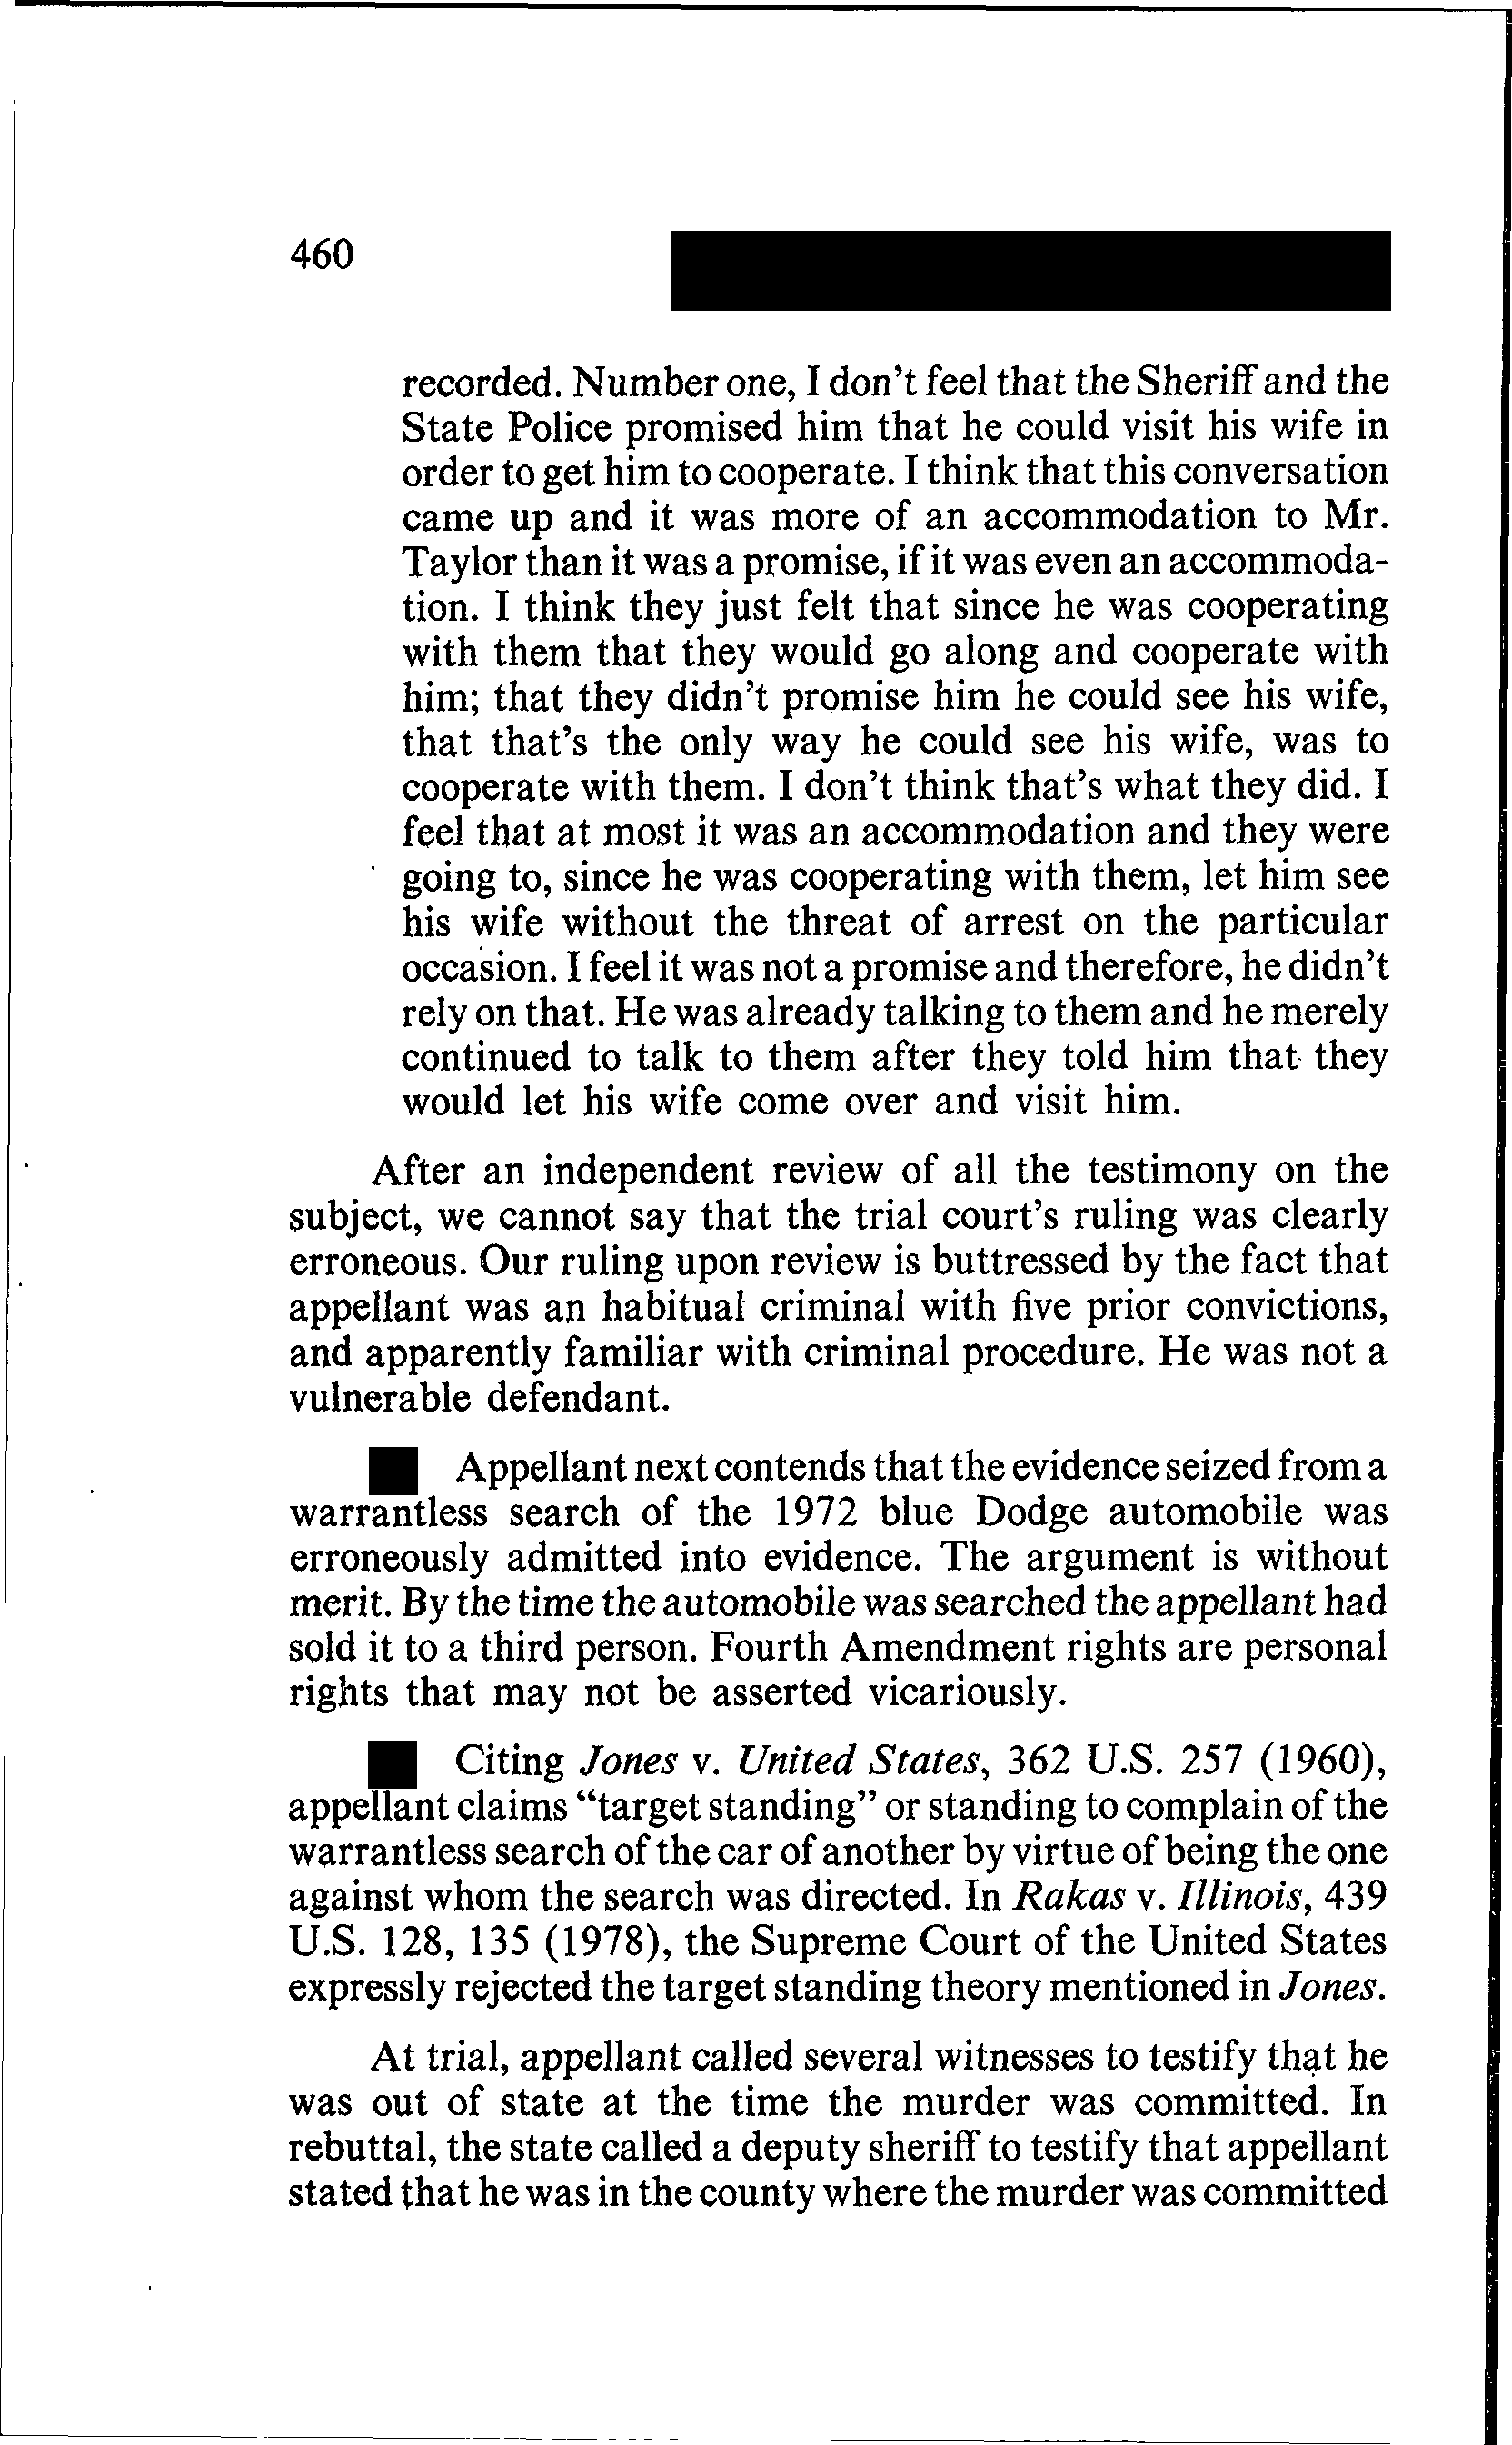 460
recorded. Number one, I don't feel that the Sheriff and the
State Police promised him that he could visit his wife in
order to get him to cooperate. I think that this conversation
came up and it was more of an accommodation to Mr.
Taylor than it was a promise, if it was even an accommoda-
tion. I think they just felt that since he was cooperating
with them that they would go along and cooperate with
him; that they didn't promise him he could see his wife,
that that's the only way he could see his wife, was to
cooperate with them. I don't think that's what they did. I
feel that at most it was an accommodation and they were
going to, since he was cooperating with them, let him see
his wife without the threat of arrest on the particular
occasion. I feel it was not a promise and therefore, he didn't
rely on that. He was already talking to them and he merely
continued to talk to them after they told him that they
would let his wife come over and visit him.
After an independent review of all the testimony on the
subject, we cannot say that the trial court's ruling was clearly
erroneous. Our ruling upon review is buttressed by the fact that
appellant was an habitual criminal with five prior convictions,
and apparently familiar with criminal procedure. He was not a
vulnerable defendant.
Appellant next contends that the evidence seized from a
warrantless search of the 1972 blue Dodge automobile was
erroneously admitted into evidence. The argument is without
merit. By the time the automobile was searched the appellant had
sold it to a third person. Fourth Amendment rights are personal
rights that may not be asserted vicariously.
Citing Jones v. United States, 362 U.S. 257 (1960),
appellant claims "target standing" or standing to complain of the
warrantless search of the car of another by virtue of being the one
against whom the search was directed. In Rakas v. Illinois, 439
U.S. 128, 135 (1978), the Supreme Court of the United States
expressly rejected the target standing theory mentioned in Jones.
At trial, appellant called several witnesses to testify that he
was out of state at the time the murder was committed. In
rebuttal, the state called a deputy sheriff to testify that appellant
stated that he was in the county where the murder was committed